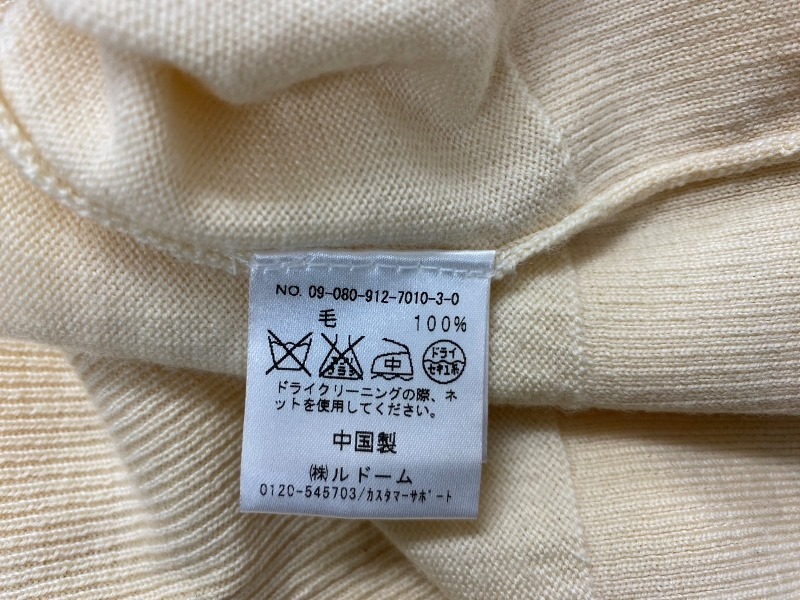 NO. 09-080-912-7010-3-0
毛 100%
中
ドライ
セキユ系
ドライクリーニングの際、ネ
ットを使用してください。
中国製
㈱ルドーム
0120-545703/カスタマーサポート